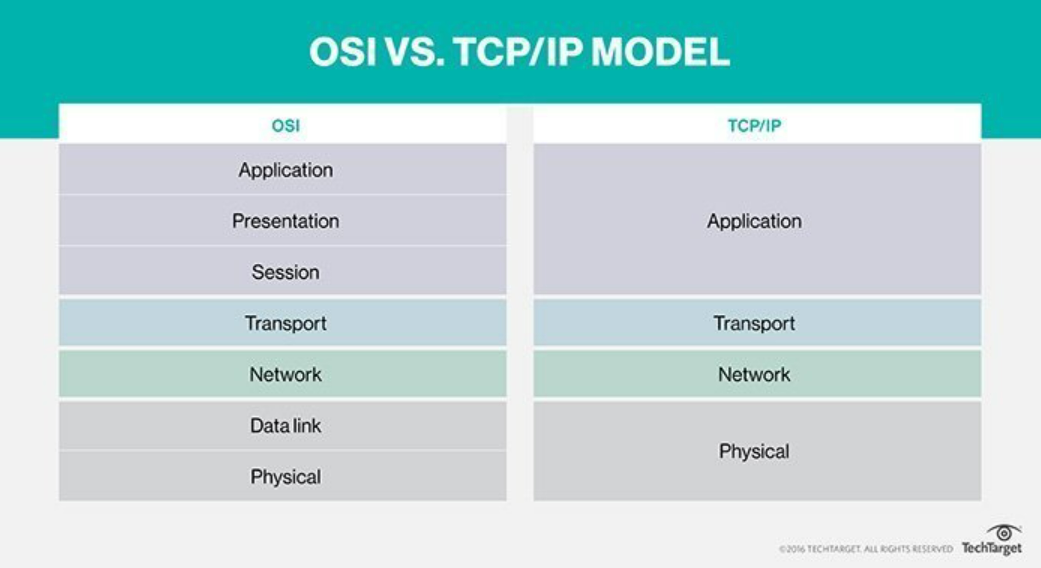 OSI VS. TCP/IP MODEL
OSI
TCP/IP
Application
Presentation
Session
Application
Transport
Transport
Network
Network
Data link
Physical
Physical
©2016 TECHTARGET. ALL RIGHTS RESERVED
TechTarget